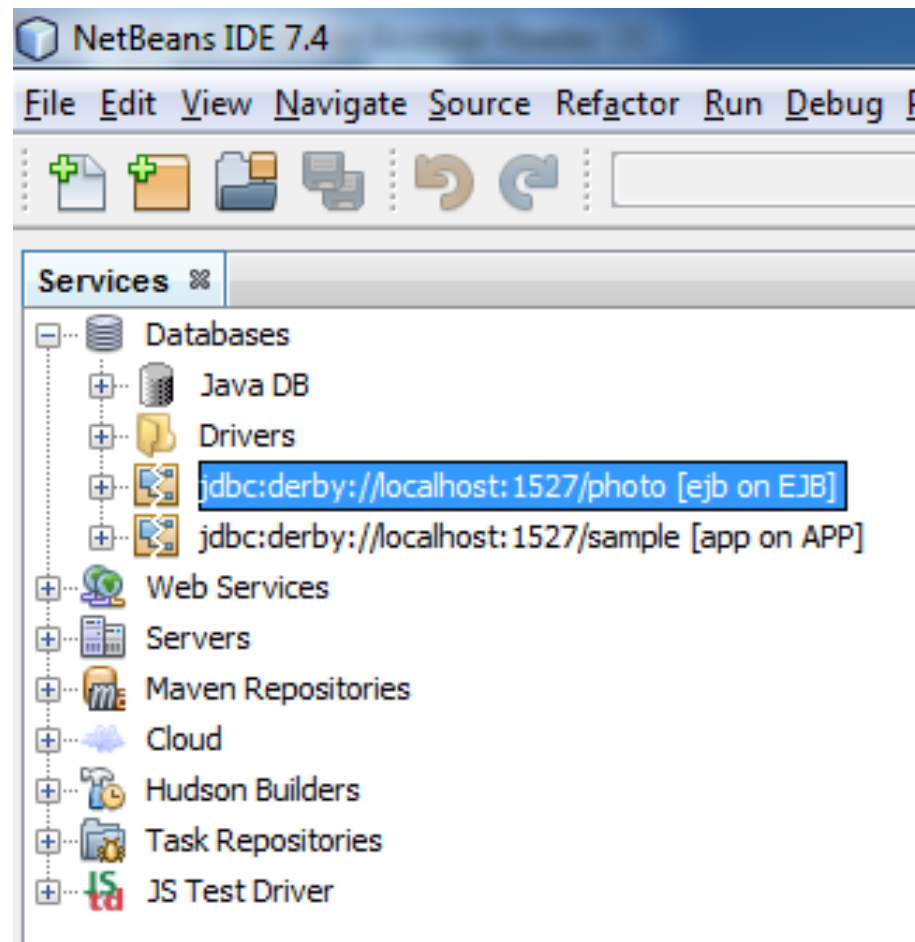 NetBeans IDE 7.4
File Edit View Navigate Source Refactor Run Debug
Services
Databases
Java DB
Drivers
jdbc:derby://localhost:1527/photo [ejb on EJB]
jdbc:derby://localhost:1527/sample [app on APP]
Web Services
Servers
Maven Repositories
Cloud
Hudson Builders
Task Repositories
JS Test Driver